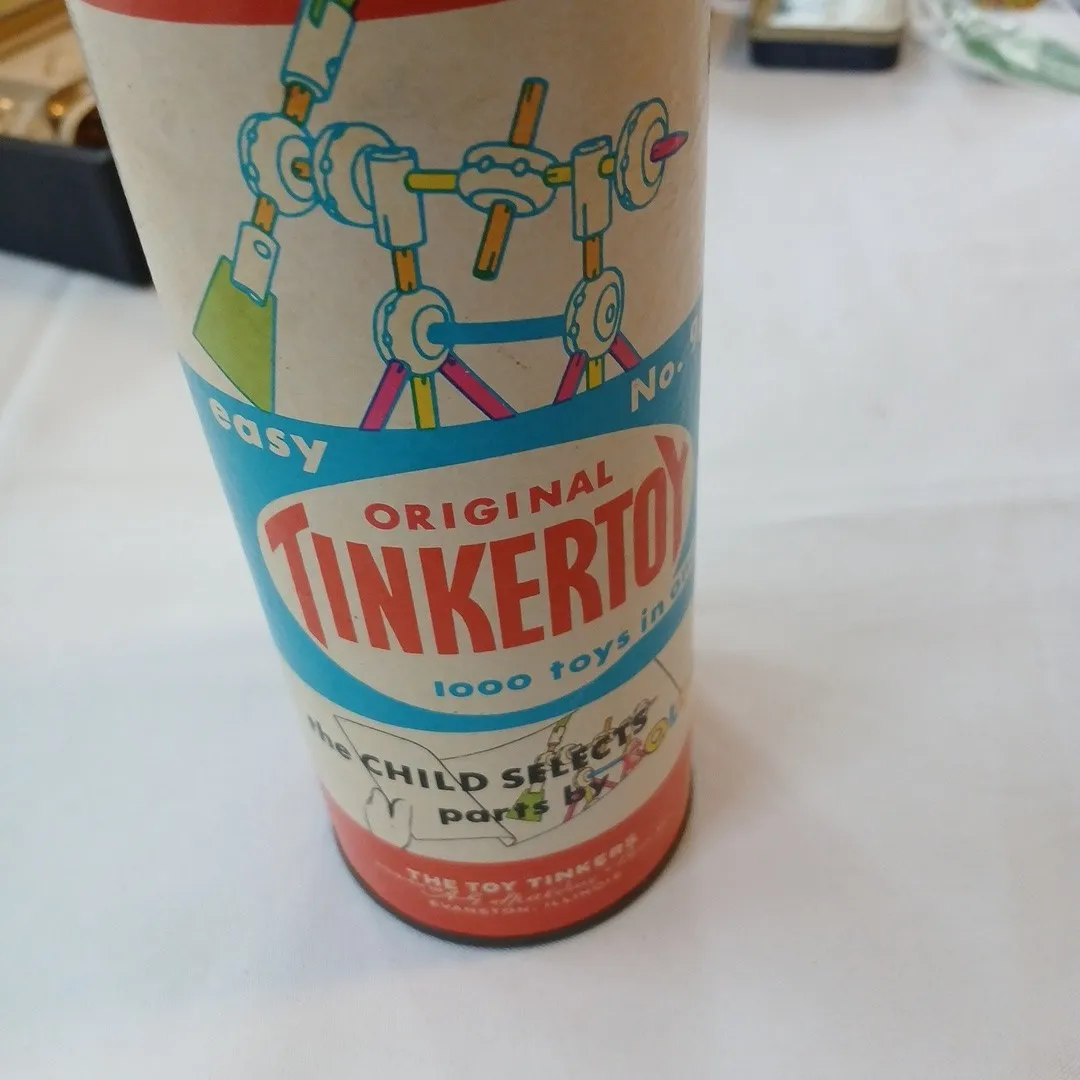 easy
No.
ORIGINAL
TINKERTOY
1000 toys in
the CHILD SELECTS
parts by
THE TOY TINKERS
EVANSTON, ILLINOIS